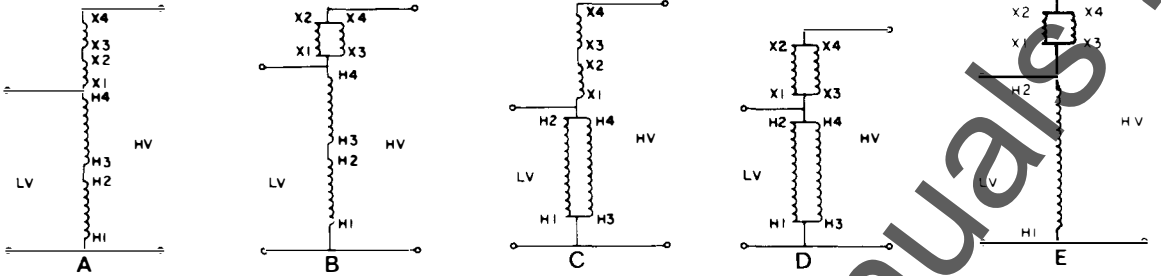 X4
X3
X2
X1
H4
HV
H3
LV
H2
H1
A
X2 X4
X1 X3
H4
H3
HV
H2
LV
H1
B
X4
X3
X2
X1
H2 H4
HV
LV
H1 H3
C
X2 X4
X1 X3
H2 H4
HV
LV
H1 H3
D
X2 X4
X1 X3
H2
HV
LV
H1
E